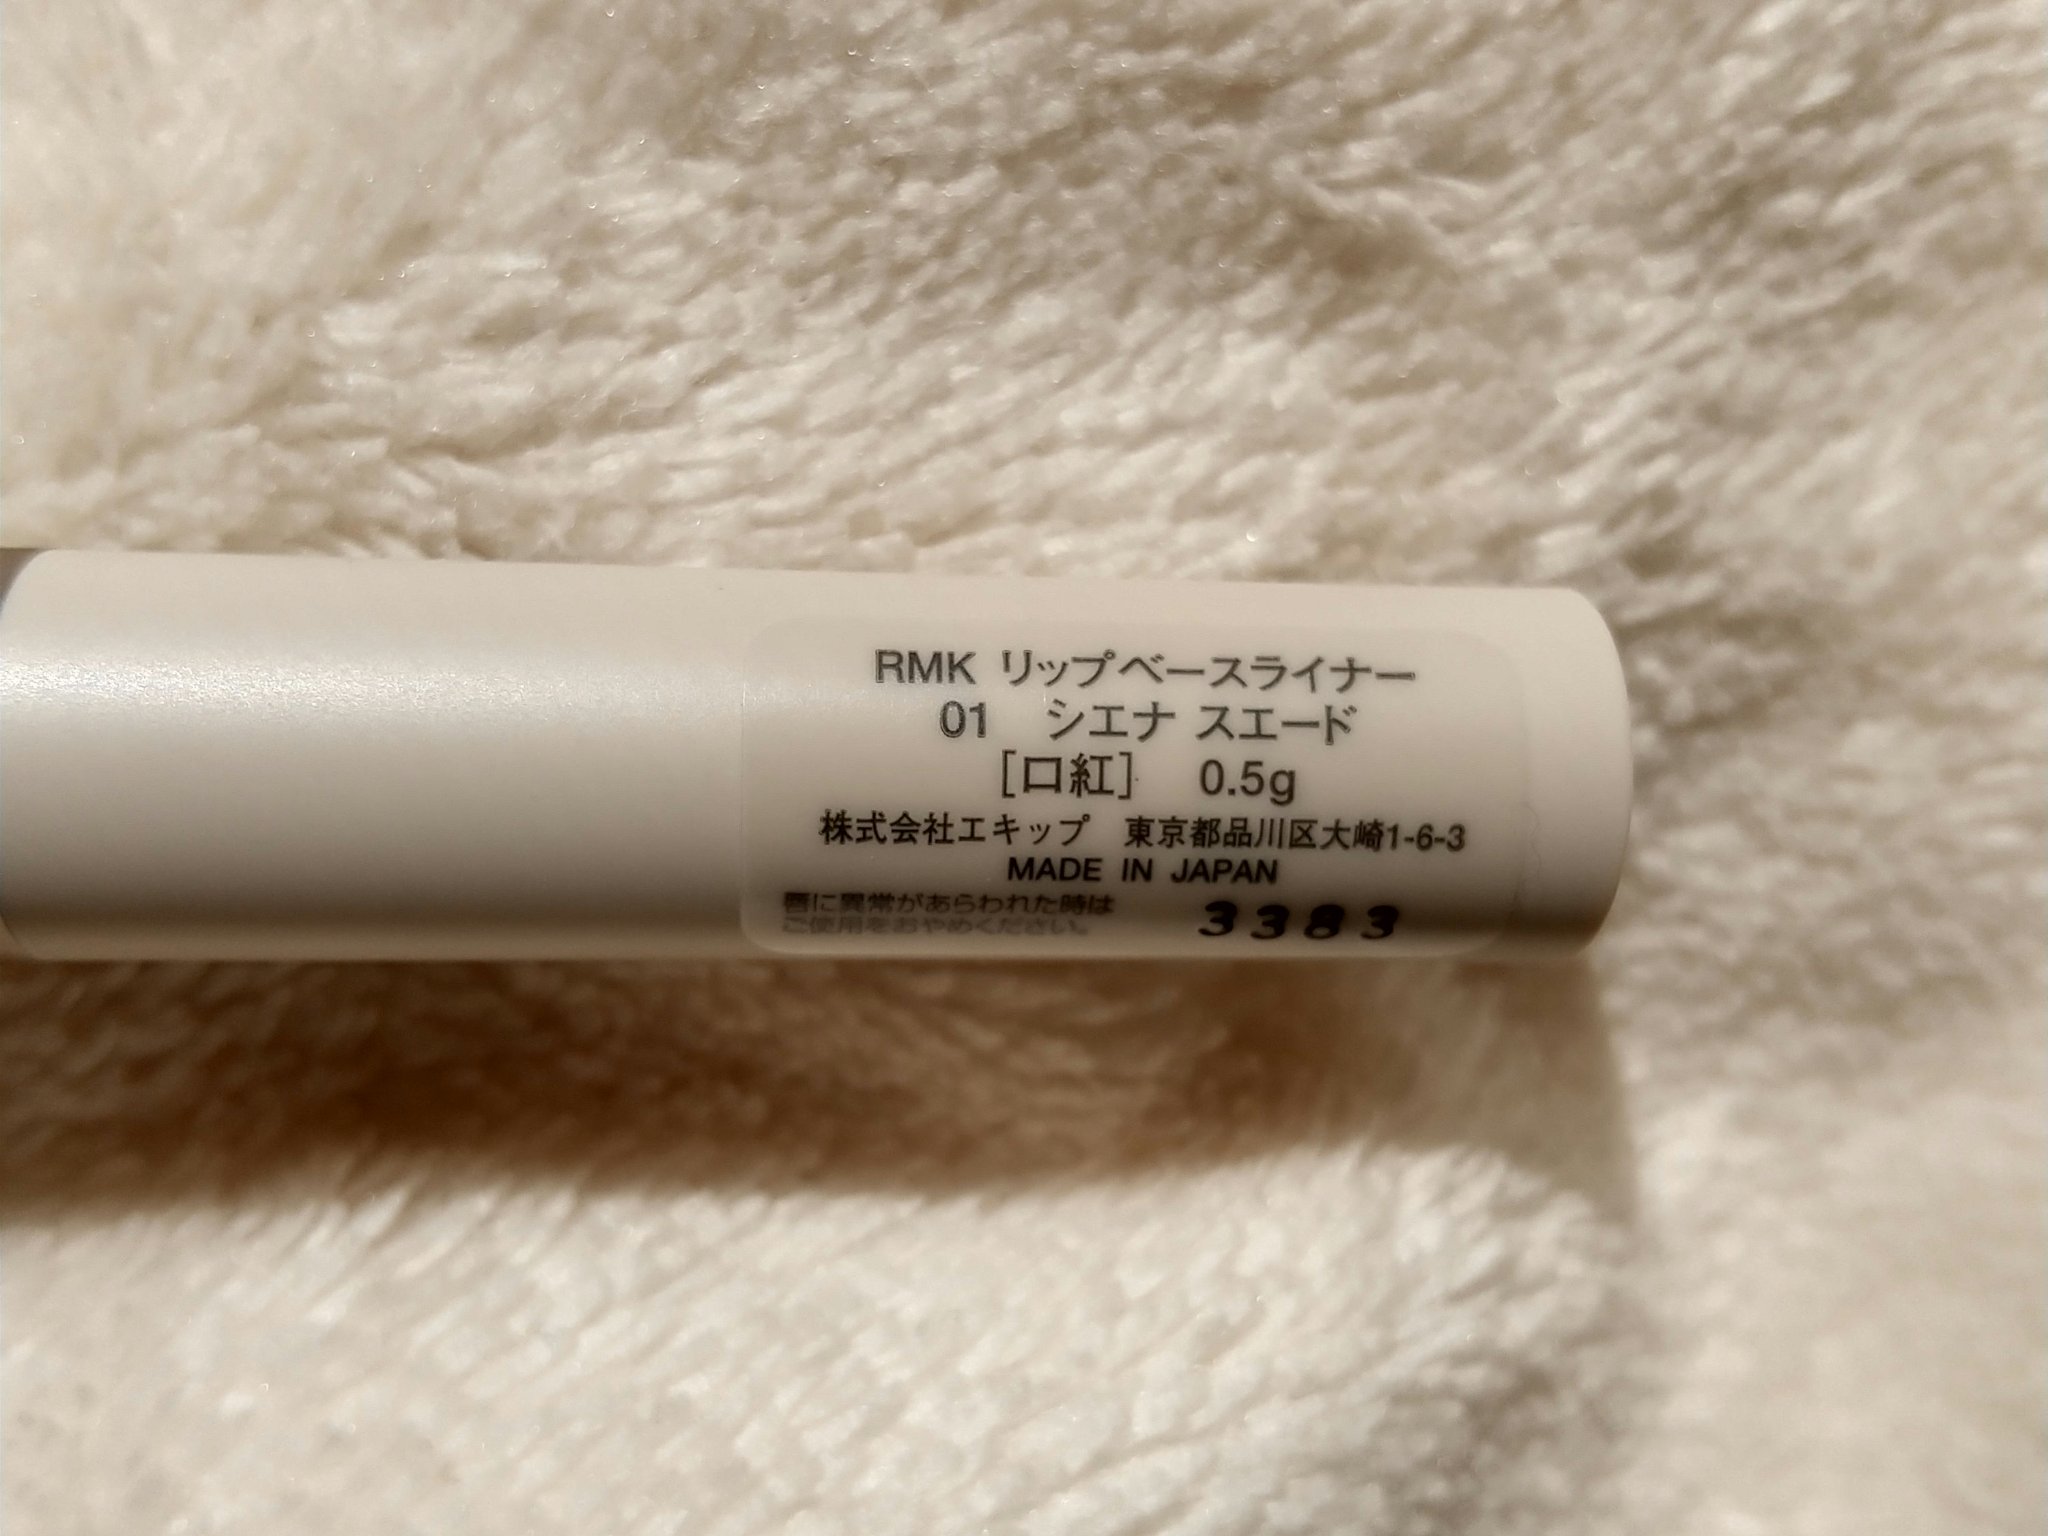 RMK リップベースライナー
01　シエナ スエード
［口紅］　0.5g
株式会社エキップ　東京都品川区大崎1-6-3
MADE IN JAPAN
唇に異常があらわれた時は
ご使用をおやめください。
3383